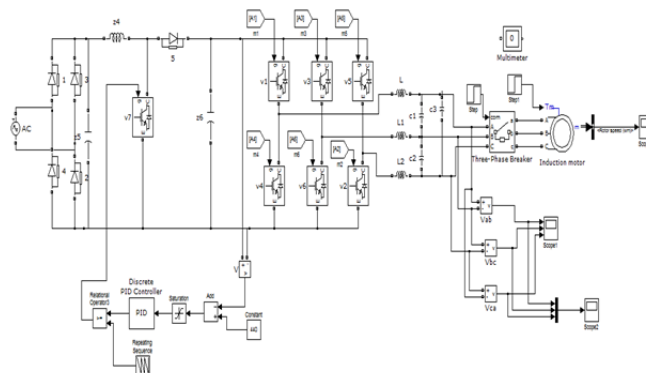 [A1]
m1
[A3]
m3
[A5]
m5
z4
5
Multimeter
0
1
3
z5
v7
z6
v1
v3
v5
L
c1
c3
Step
Step1
Tm
com
A
B
C
Three-Phase Breaker
Induction motor
m
AC
L1
[A4]
m4
[A6]
m6
[A2]
m2
c2
L2
4
2
v4
v6
v2
Vab
Scope1
Vbc
V
Vca
Scope2
Discrete
PID Controller
Relational
Operator3
PID
Saturation
Add
Constant
640
Repeating
Sequence